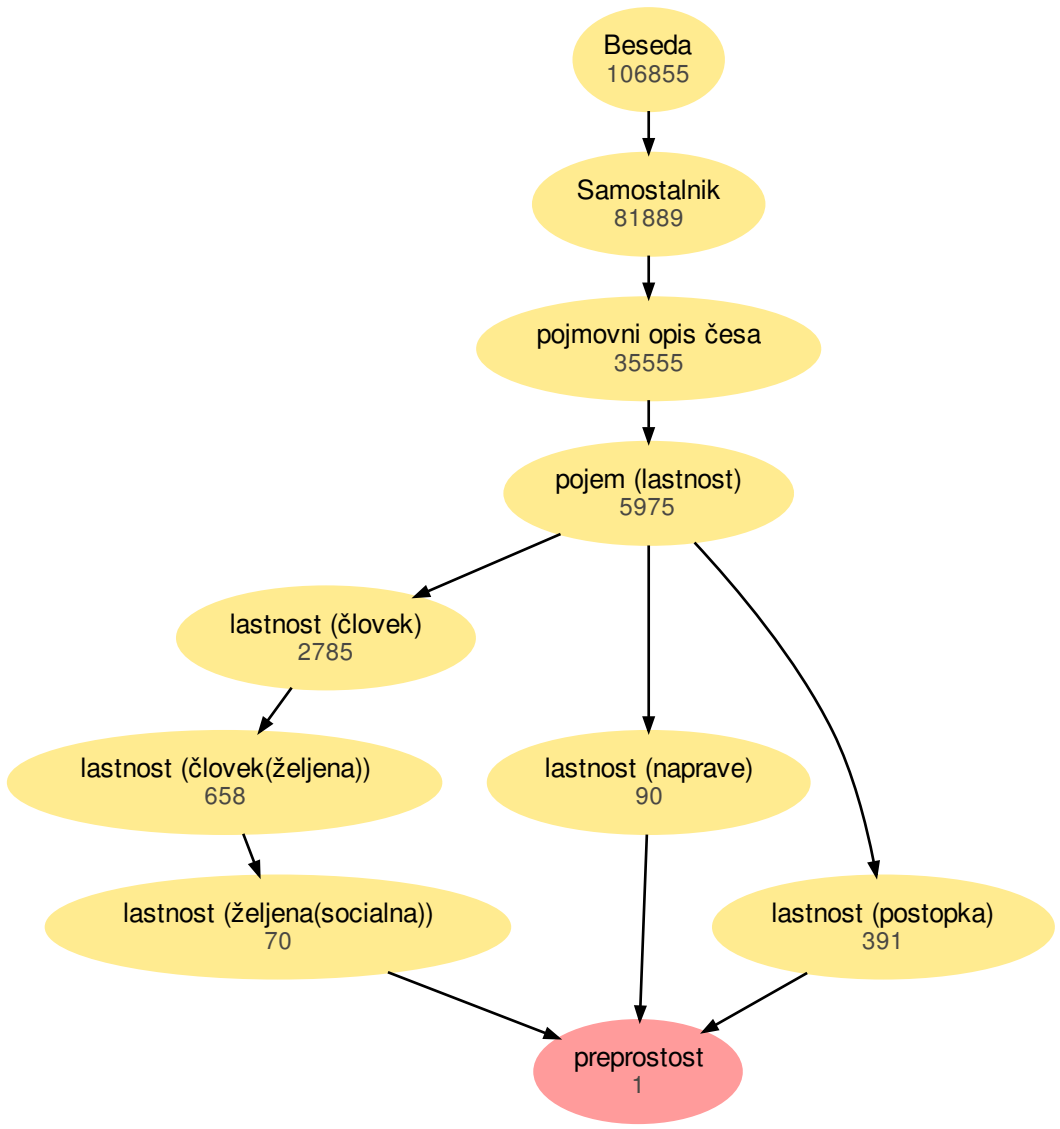 Beseda
106855
Samostalnik
81889
pojmovni opis česa
35555
pojem (lastnost)
5975
lastnost (človek)
2785
lastnost (človek(željena))
658
lastnost (naprave)
90
lastnost (željena(socialna))
70
lastnost (postopka)
391
preprostost
1